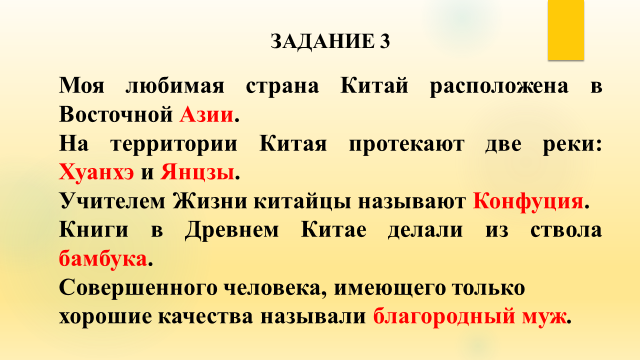 ЗАДАНИЕ 3
Моя любимая страна Китай расположена в
Восточной Азии.
На территории Китая протекают две реки:
Хуанхэ и Янцзы.
Учителем Жизни китайцы называют Конфуция.
Книги в Древнем Китае делали из ствола
бамбука.
Совершенного человека, имеющего только
хорошие качества называли благородный муж.